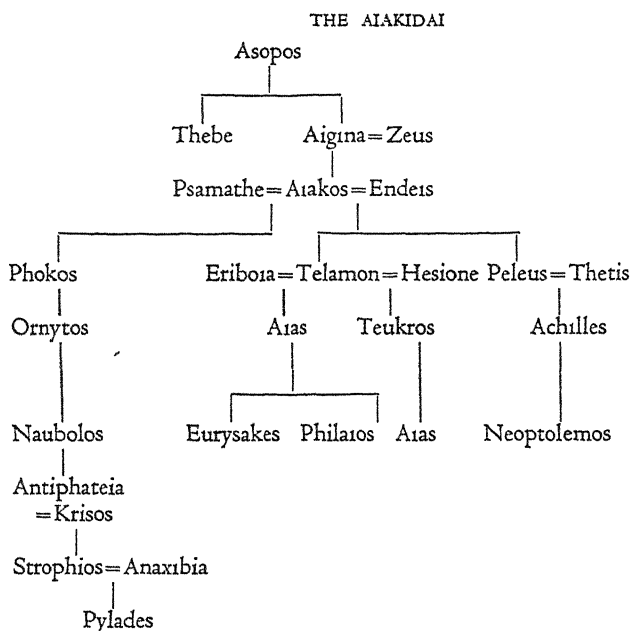 THE AIAKIDAI
Asopos
Thebe Aigina=Zeus
Psamathe=Aiakos=Endeis
Phokos Eriboia=Telamon=Hesione Peleus=Thetis
Ornytos Aias Teukros Achilles
Naubolos Eurysakes Philaios Aias Neoptolemos
Antiphateia
=Krisos
Strophios=Anaxibia
Pylades